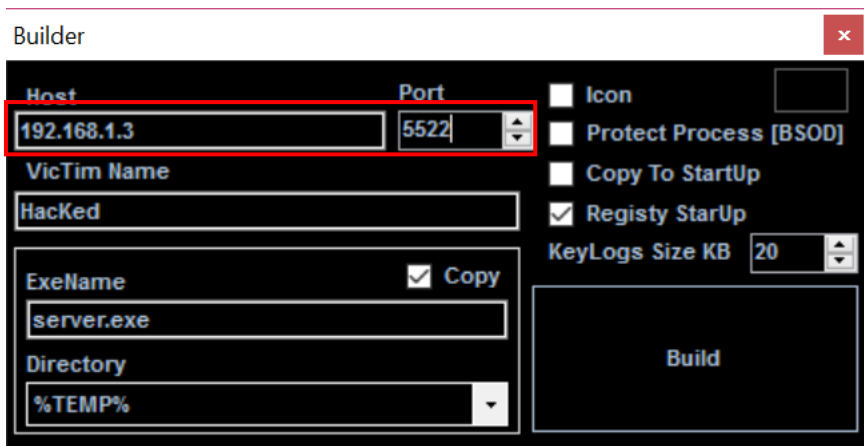 Builder
Host
Port
192.168.1.3
5522
VicTim Name
HacKed
ExeName
Copy
server.exe
Directory
%TEMP%
Icon
Protect Process [BSOD]
Copy To StartUp
Registy StarUp
KeyLogs Size KB
20
Build